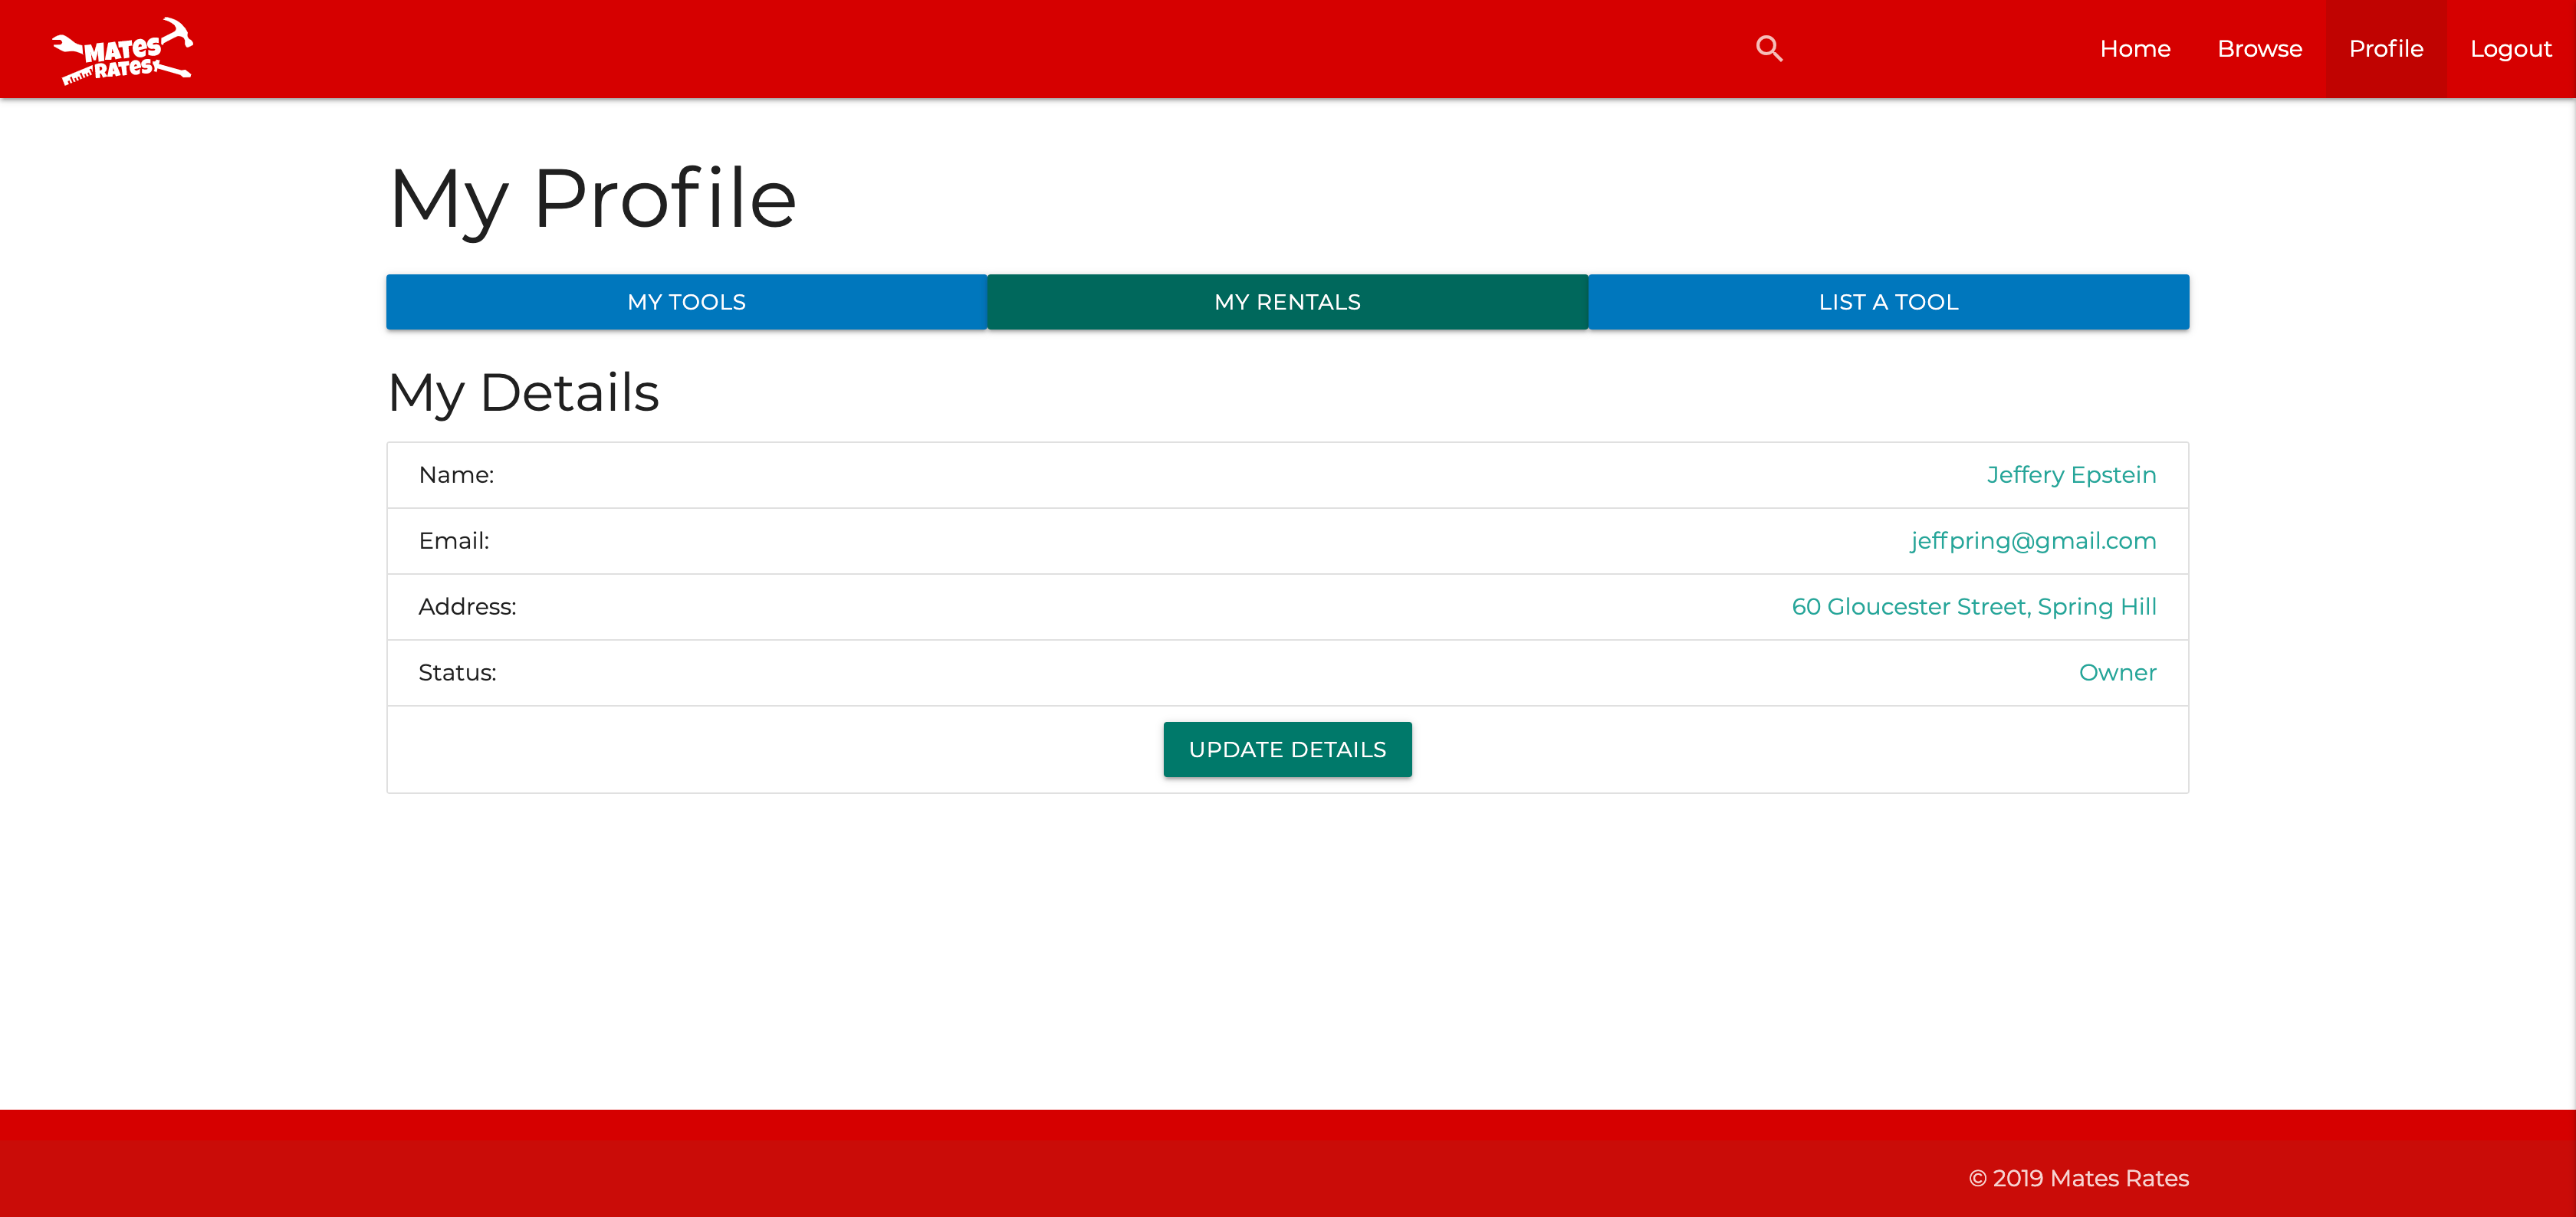 MATES RATES
Home Browse Profile Logout
My Profile
MY TOOLS MY RENTALS LIST A TOOL
My Details
Name: Jeffery Epstein
Email: jeffpring@gmail.com
Address: 60 Gloucester Street, Spring Hill
Status: Owner
UPDATE DETAILS
© 2019 Mates Rates